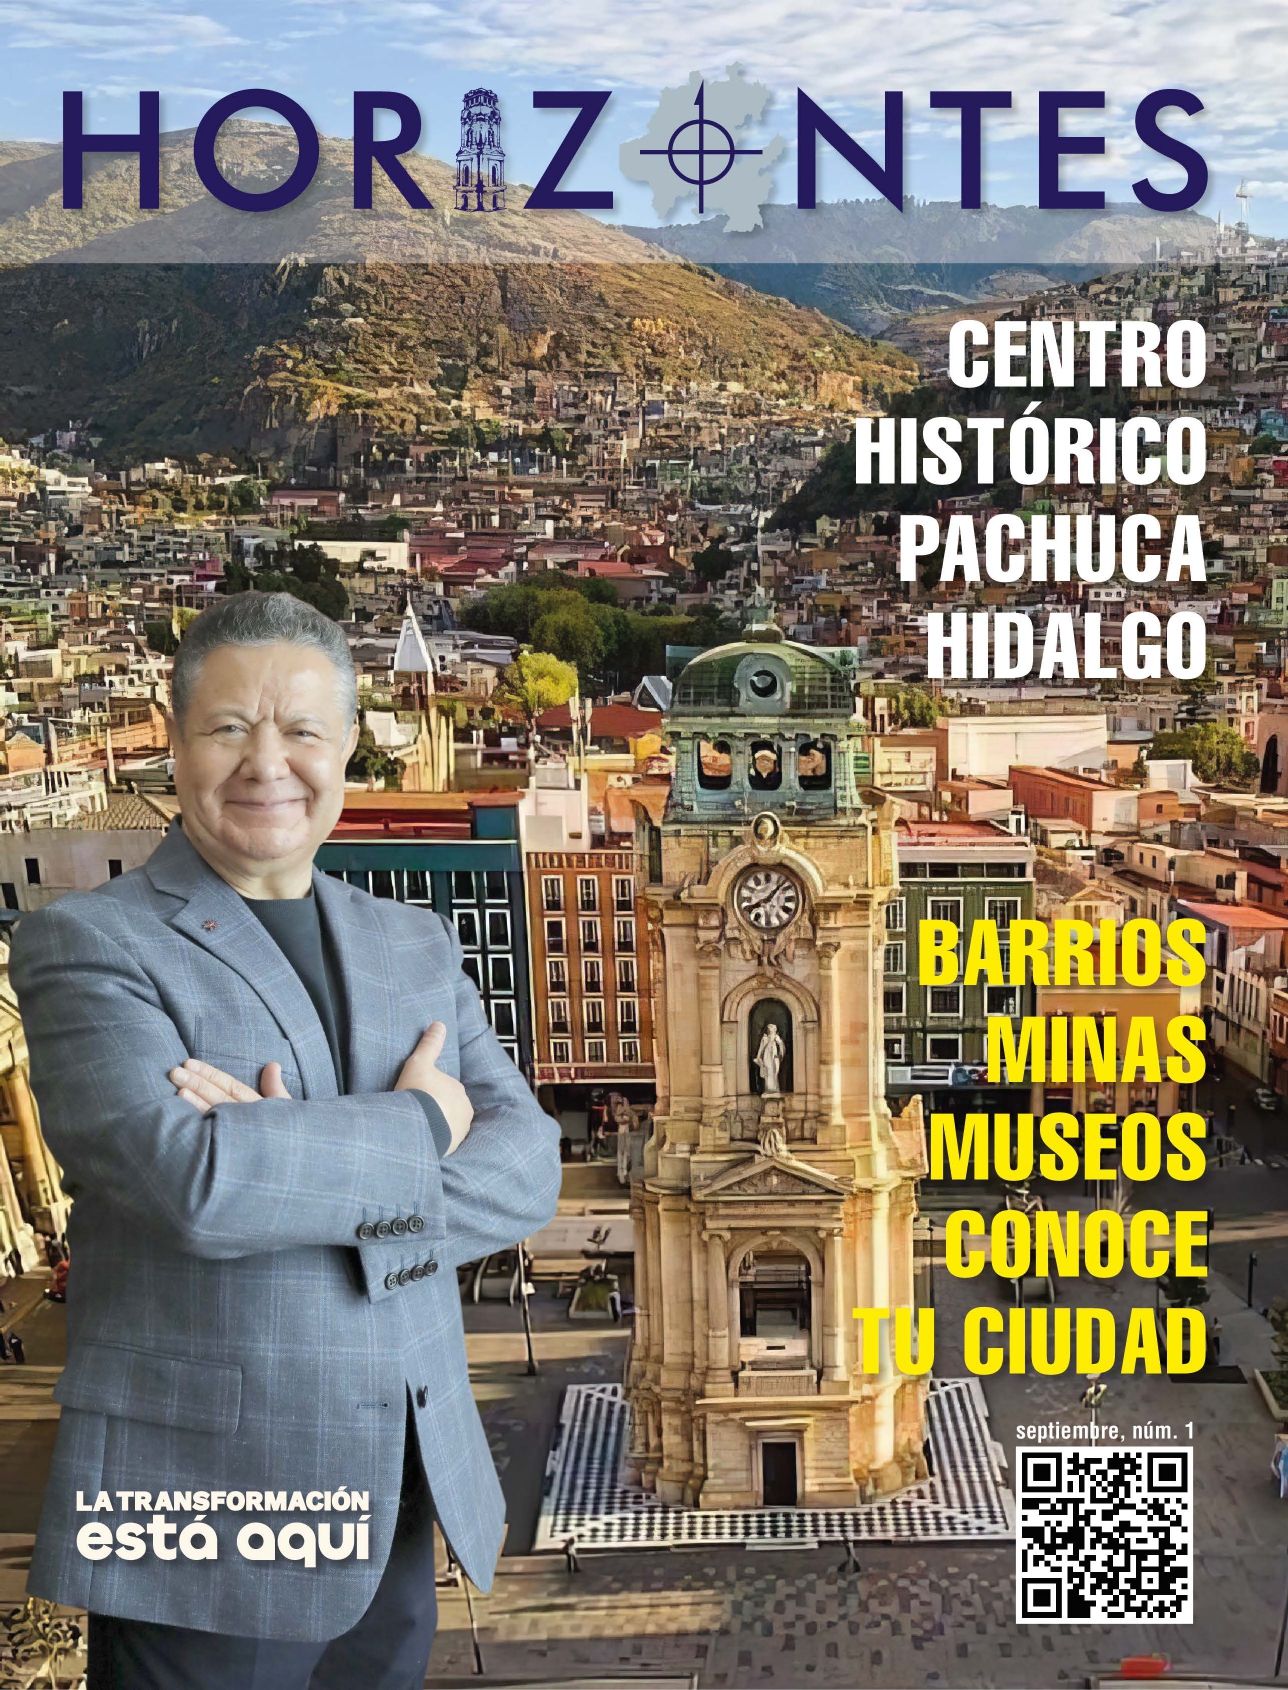 HORIZONTES
CENTRO
HISTÓRICO
PACHUCA
HIDALGO
BARRIOS
MINAS
MUSEOS
CONOCE
TU CIUDAD
septiembre, núm. 1
LA TRANSFORMACIÓN
está aquí